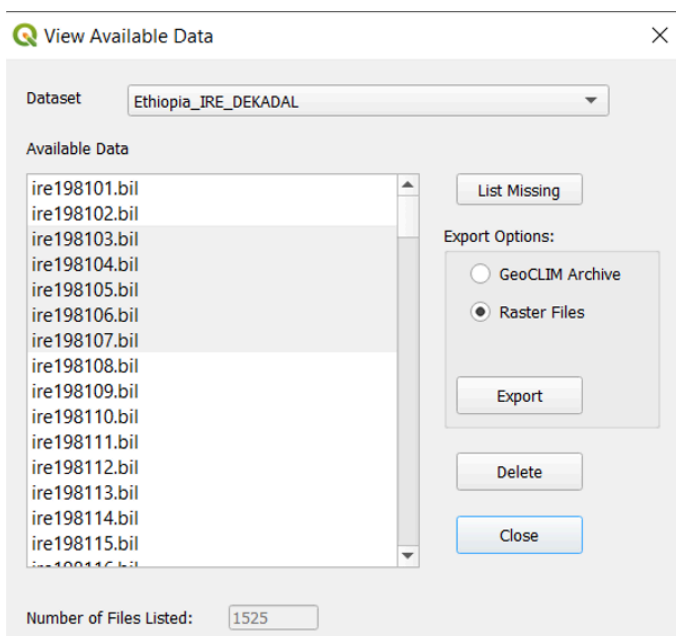 View Available Data
Dataset
Ethiopia_IRE_DEKADAL
Available Data
ire198101.bil
ire198102.bil
ire198103.bil
ire198104.bil
ire198105.bil
ire198106.bil
ire198107.bil
ire198108.bil
ire198109.bil
ire198110.bil
ire198111.bil
ire198112.bil
ire198113.bil
ire198114.bil
ire198115.bil
ire198116.bil
List Missing
Export Options:
GeoCLIM Archive
Raster Files
Export
Delete
Close
Number of Files Listed:
1525